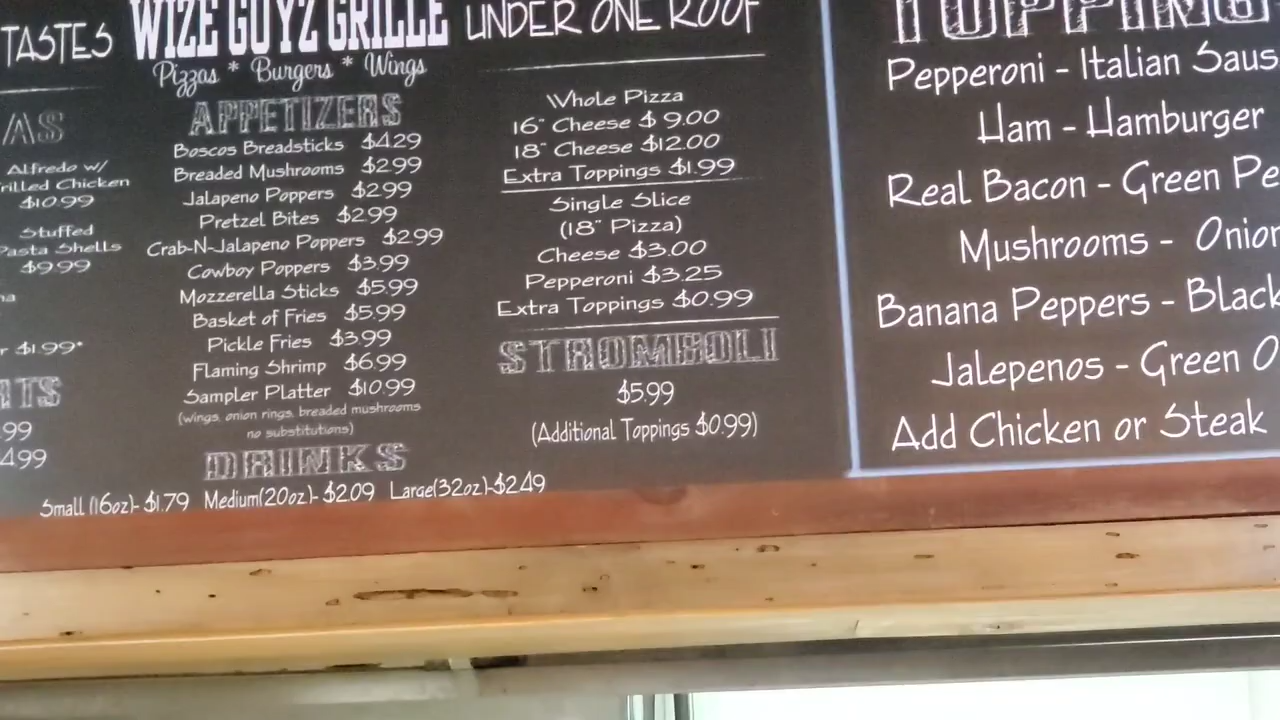 TASTES WIZE GUYZ GRILLE UNDER ONE ROOF
Pizzas * Burgers * Wings
Alfredo w/
Chicken
$10.99
Stuffed
Pasta Shells
$9.99
$1.99*
APPETIZERS
Boscos Breadsticks $4.29
Breaded Mushrooms $2.99
Jalapeno Poppers $2.99
Pretzel Bites $2.99
Crab-N-Jalapeno Poppers $2.99
Cowboy Poppers $3.99
Mozzerella Sticks $5.99
Basket of Fries $5.99
Pickle Fries $3.99
Flaming Shrimp $6.99
Sampler Platter $10.99
(wings, onion rings, breaded mushrooms
no substitutions)
DRINKS
Small (16oz)- $1.79 Medium(20oz)- $2.09 Large(32oz)-$2.49
Whole Pizza
16" Cheese $ 9.00
18" Cheese $12.00
Extra Toppings $1.99
Single Slice
(18" Pizza)
Cheese $3.00
Pepperoni $3.25
Extra Toppings $0.99
STROMBOLI
$5.99
(Additional Toppings $0.99)
TOPPING
Pepperoni - Italian Saus
Ham - Hamburger
Real Bacon - Green Pe
Mushrooms - Onion
Banana Peppers - Black
Jalepenos - Green O
Add Chicken or Steak